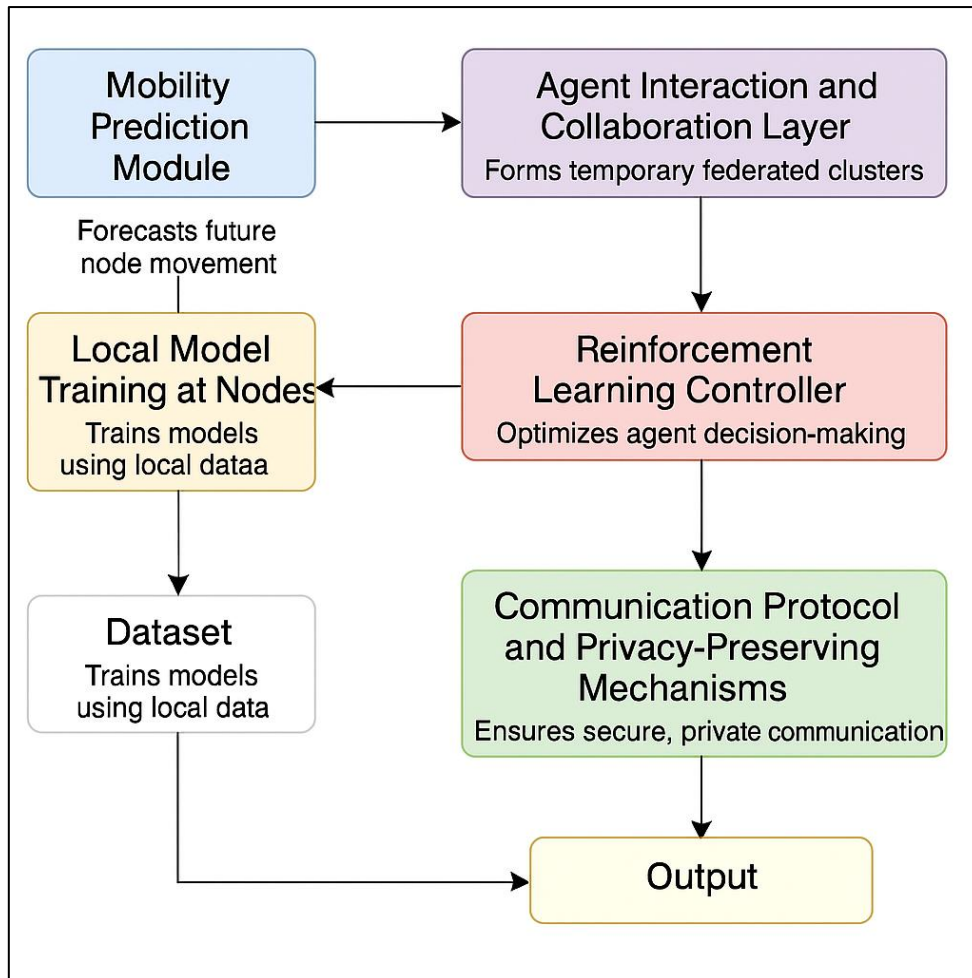 Mobility
Prediction
Module
Forecasts future
node movement
Agent Interaction and
Collaboration Layer
Forms temporary federated clusters
Local Model
Training at Nodes
Trains models
using local dataa
Reinforcement
Learning Controller
Optimizes agent decision-making
Dataset
Trains models
using local data
Communication Protocol
and Privacy-Preserving
Mechanisms
Ensures secure, private communication
Output